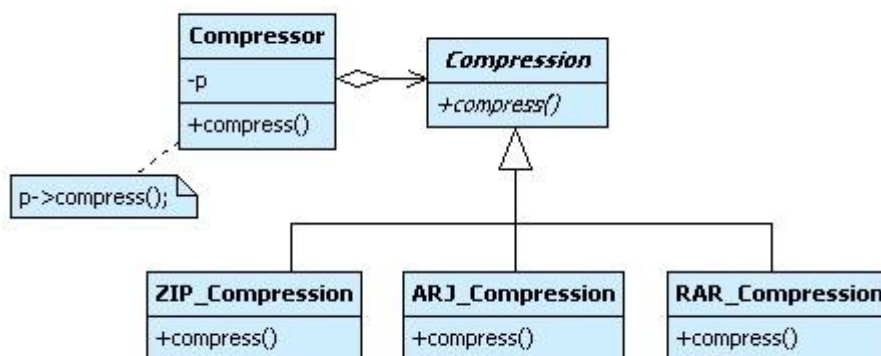 Compressor
-p
+compress()
Compression
+compress()
p->compress();
ZIP_Compression
+compress()
ARJ_Compression
+compress()
RAR_Compression
+compress()